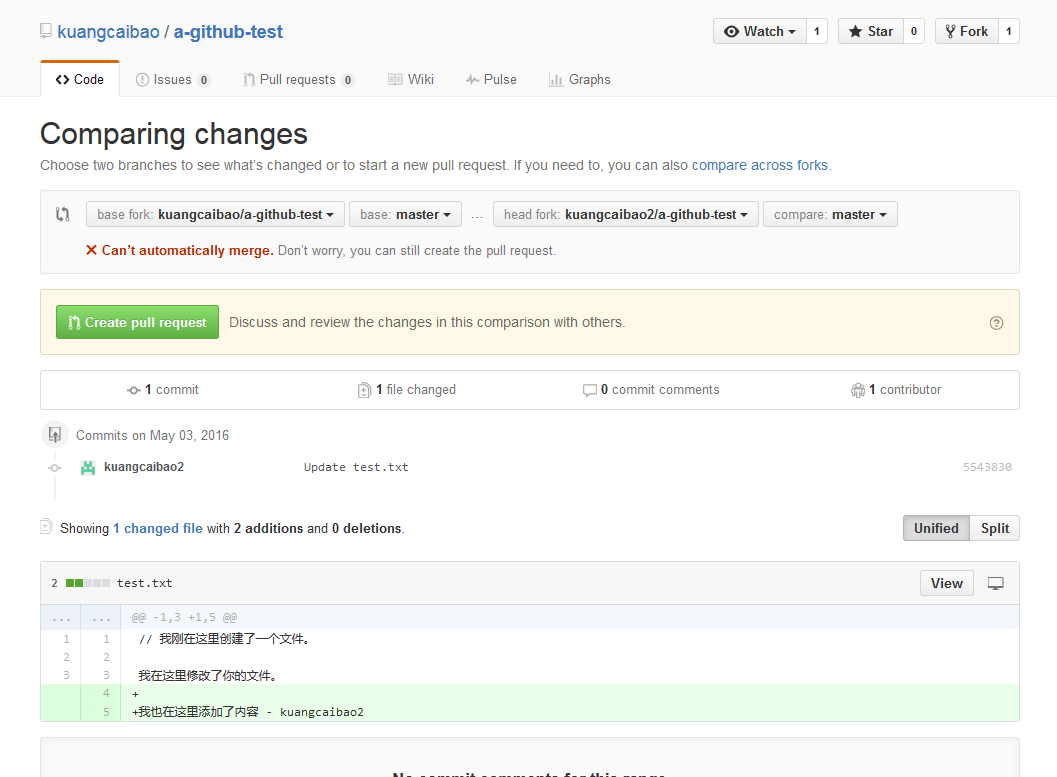 kuangcaibao / a-github-test
Watch 1 Star 0 Fork 1
Code Issues 0 Pull requests 0 Wiki Pulse Graphs
Comparing changes
Choose two branches to see what's changed or to start a new pull request. If you need to, you can also compare across forks.
base fork: kuangcaibao/a-github-test base: master ... head fork: kuangcaibao2/a-github-test compare: master
Can't automatically merge. Don't worry, you can still create the pull request.
Create pull request Discuss and review the changes in this comparison with others.
1 commit 1 file changed 0 commit comments 1 contributor
Commits on May 03, 2016
kuangcaibao2 Update test.txt 5543830
Showing 1 changed file with 2 additions and 0 deletions. Unified Split
2 test.txt View
... ... @@ -1,3 +1,5 @@
1 1 // 我刚在这里创建了一个文件。
2 2
3 3 我在这里修改了你的文件。
4 +
5 +我也在这里添加了内容 - kuangcaibao2
No commit comments for this range